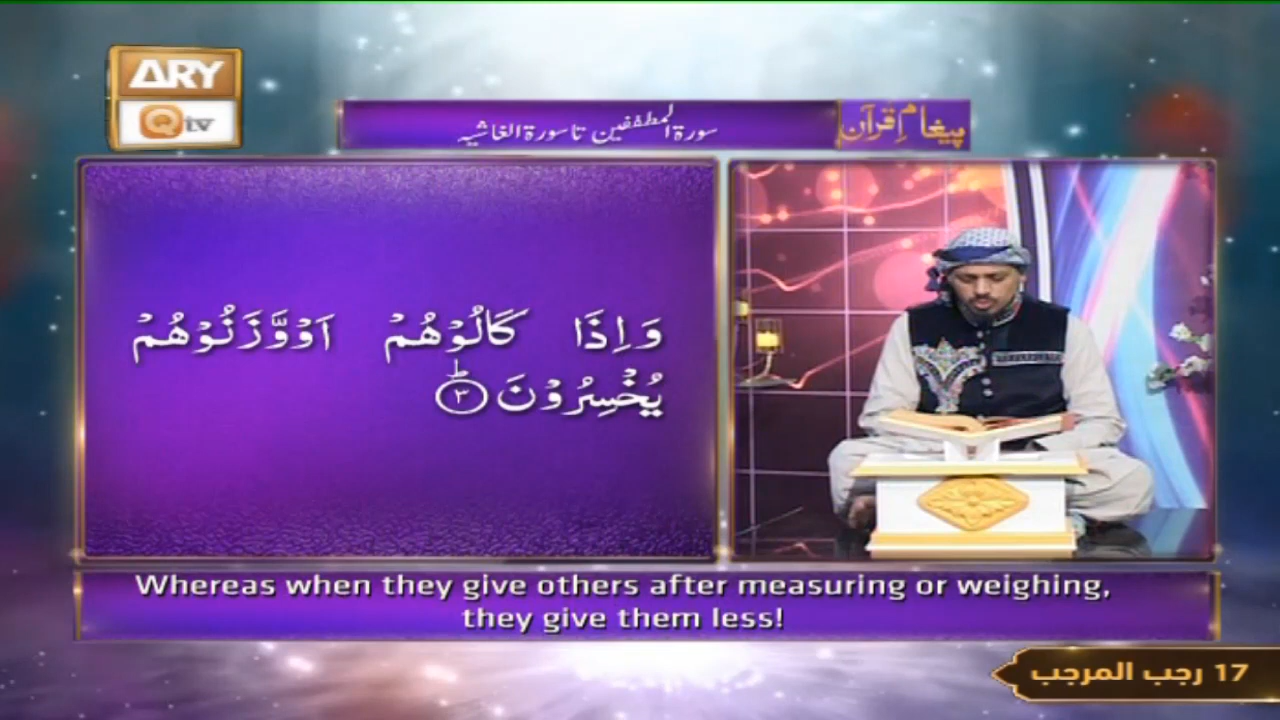 ARY
Qtv
پیغامِ قرآن
سورۃ المطففین تا سورۃ الغاشیہ
وَ اِذَا كَالُوْهُمْ اَوْ وَّزَنُوْهُمْ
یُخْسِرُوْنَؕ ۝۳
Whereas when they give others after measuring or weighing,
they give them less!
17 رجب المرجب